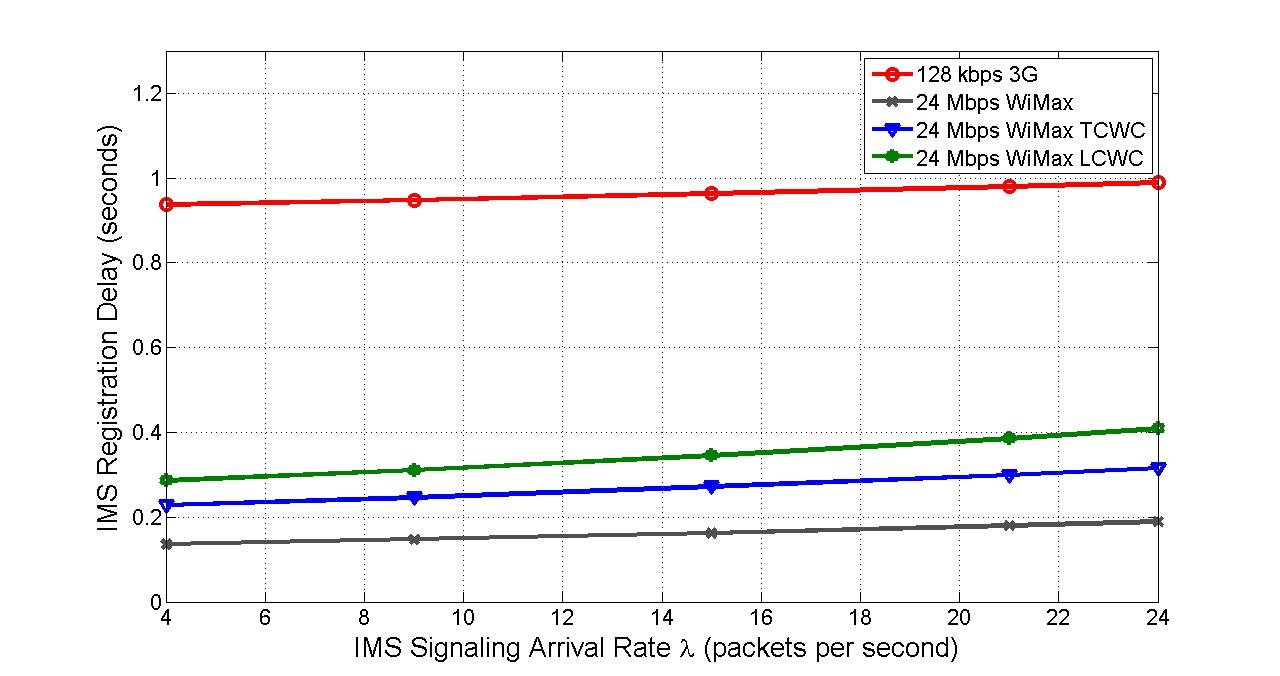 128 kbps 3G
24 Mbps WiMax
24 Mbps WiMax TCWC
24 Mbps WiMax LCWC
IMS Registration Delay (seconds)
1.2
1
0.8
0.6
0.4
0.2
0
4 6 8 10 12 14 16 18 20 22 24
IMS Signaling Arrival Rate λ (packets per second)